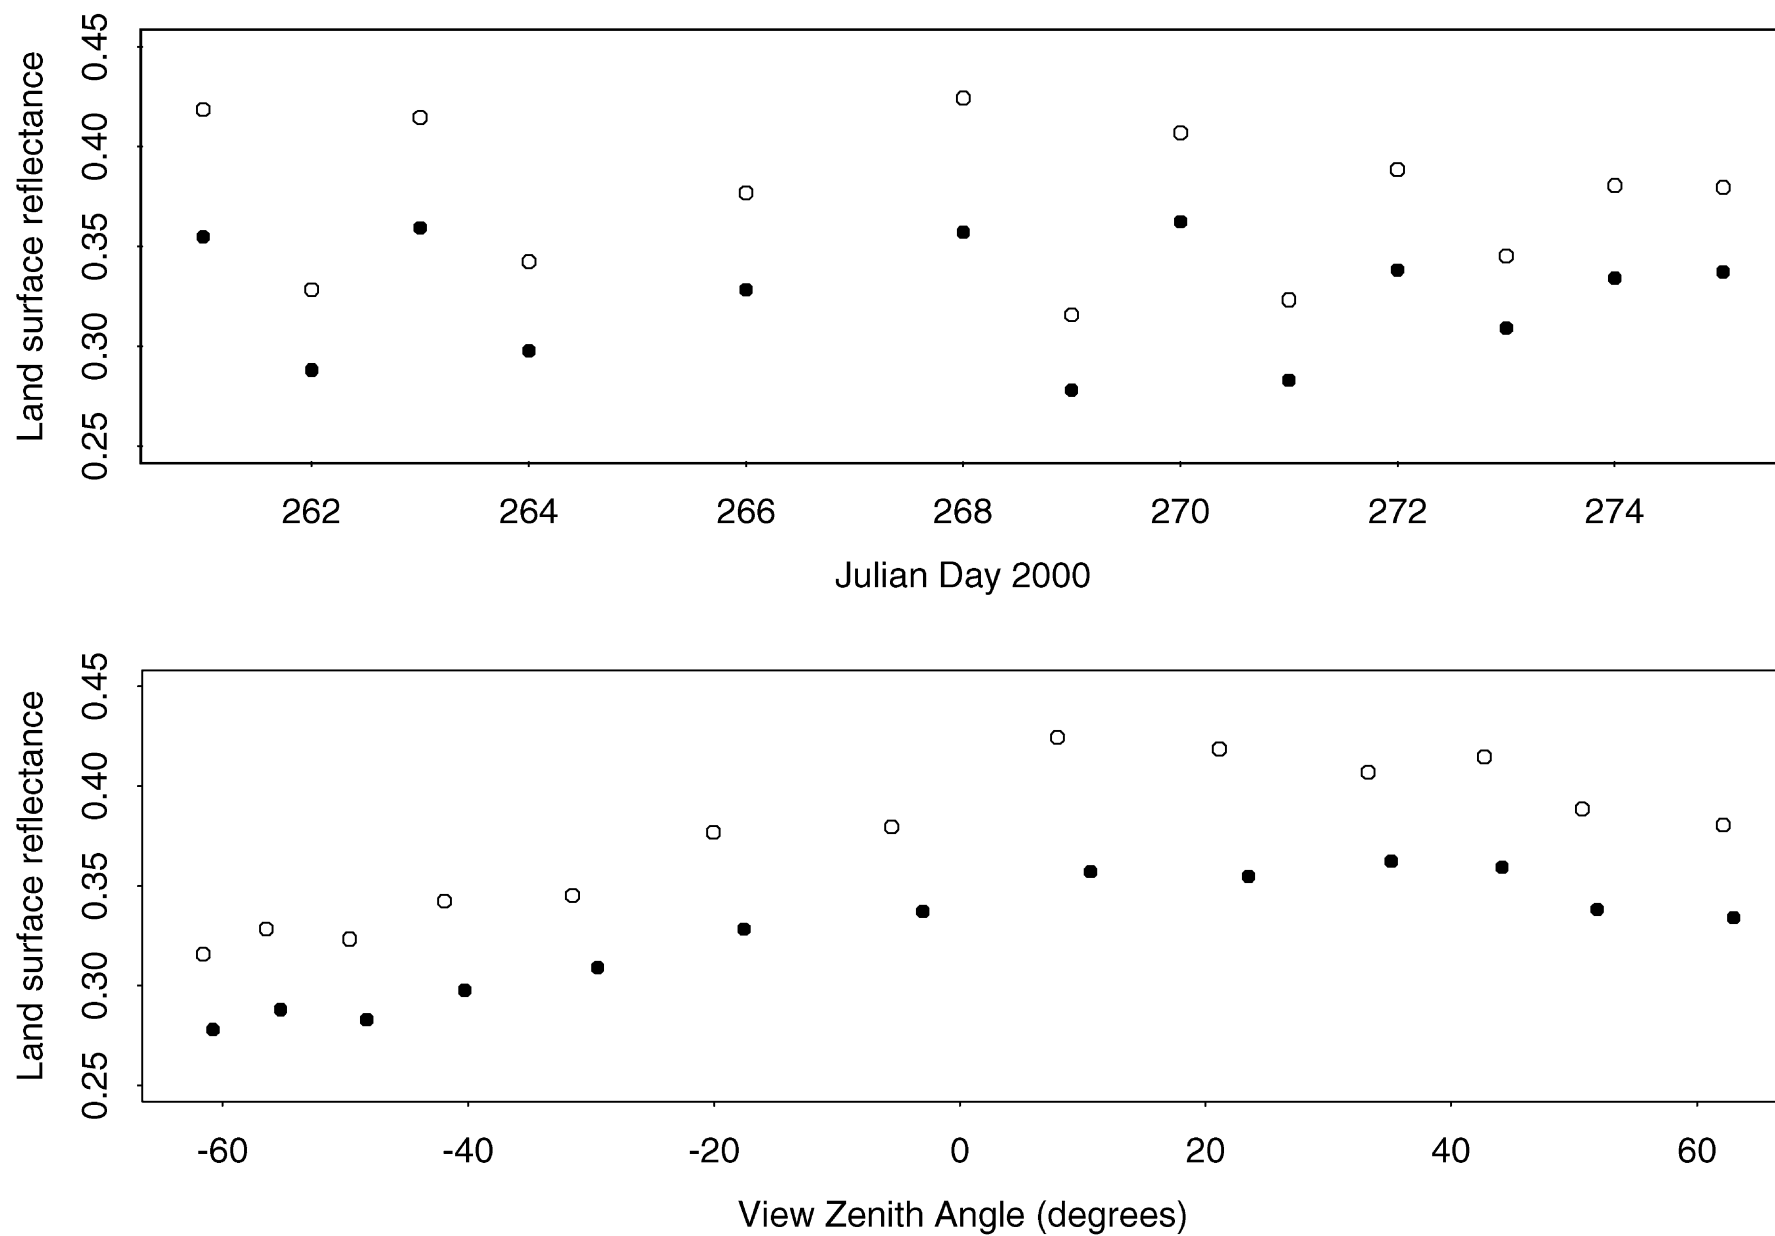 Land surface reflectance
0.45
0.40
0.35
0.30
0.25
262 264 266 268 270 272 274
Julian Day 2000
Land surface reflectance
0.45
0.40
0.35
0.30
0.25
-60 -40 -20 0 20 40 60
View Zenith Angle (degrees)